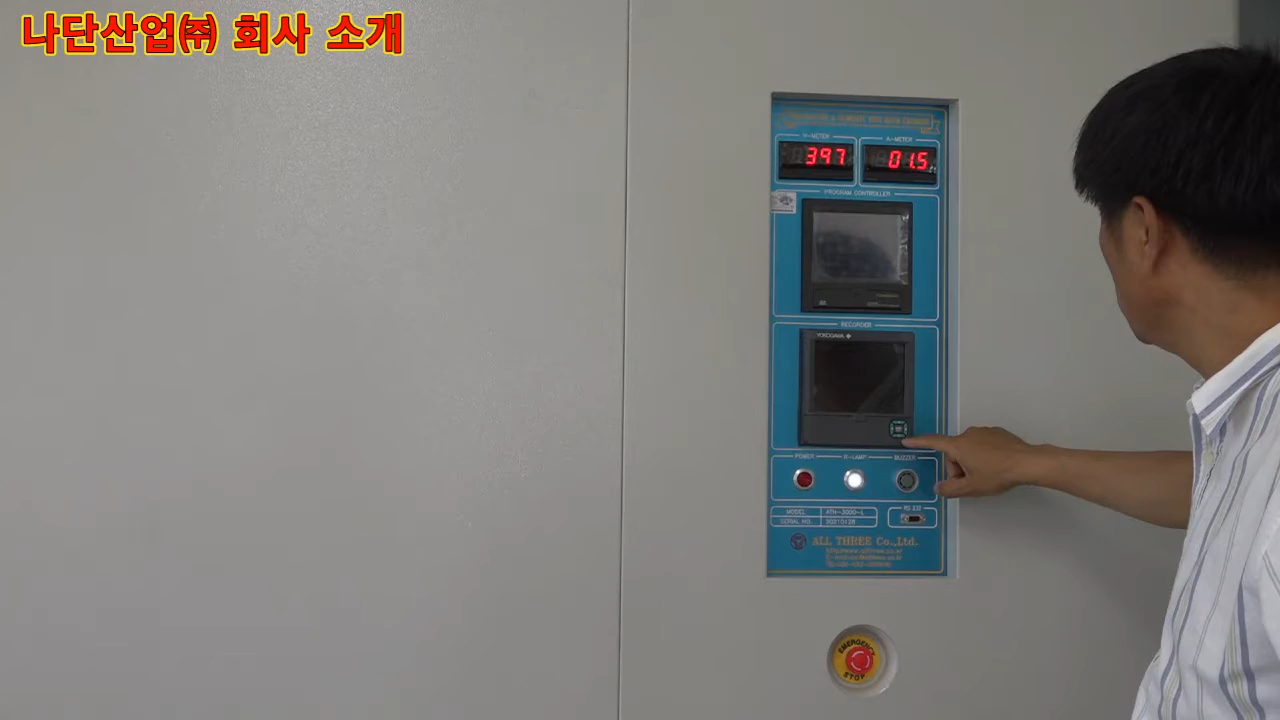 나단산업㈜ 회사 소개
V-METER A-METER
397 01.5
PROGRAM CONTROLLER
RECORDER
YOKOGAWA
POWER R-LAMP BUZZER
MODEL ATH-3000-L
SERIAL NO. RS 232
ALL THREE Co.,Ltd.
EMERGENCY
STOP